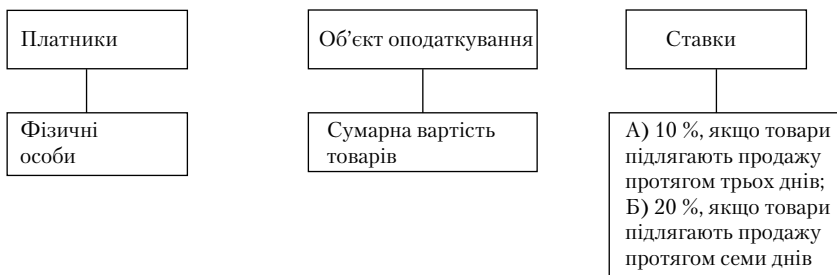 Платники
Об’єкт оподаткування
Ставки
Фізичні
особи
Сумарна вартість
товарів
А) 10 %, якщо товари
підлягають продажу
протягом трьох днів;
Б) 20 %, якщо товари
підлягають продажу
протягом семи днів